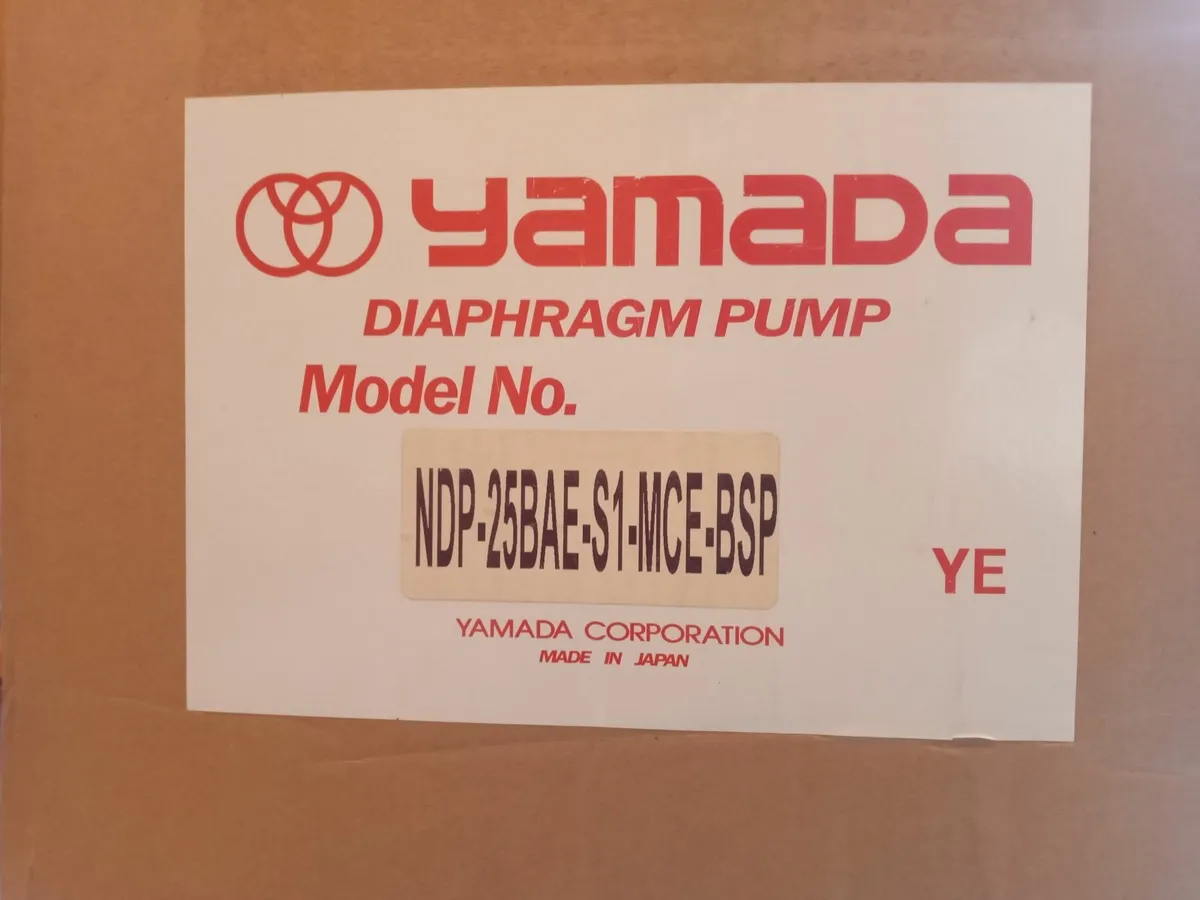 yamada
DIAPHRAGM PUMP
Model No.
NDP-25BAE-S1-MCE-BSP
YE
YAMADA CORPORATION
MADE IN JAPAN